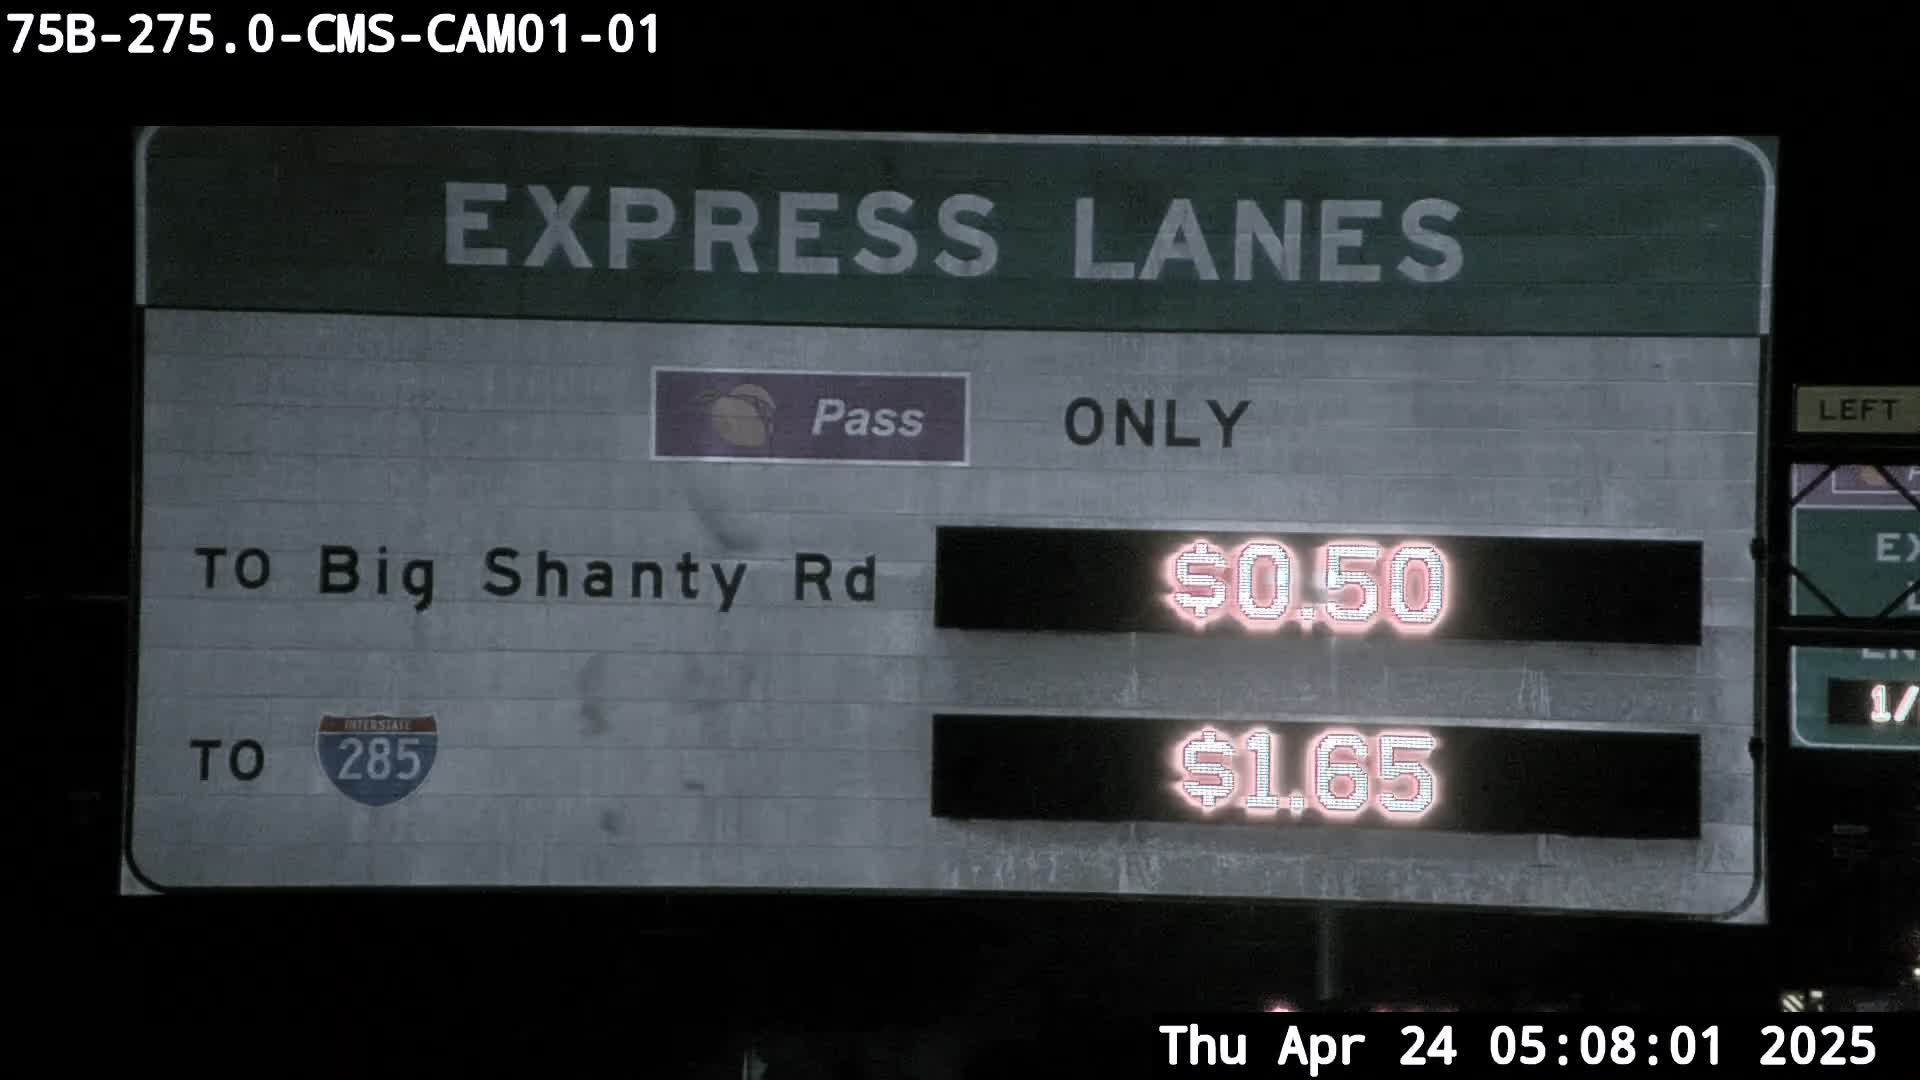 75B-275.0-CMS-CAM01-01
EXPRESS LANES
Pass ONLY
LEFT
TO Big Shanty Rd $0.50
TO INTERSTATE 285 $1.65
Thu Apr 24 05:08:01 2025